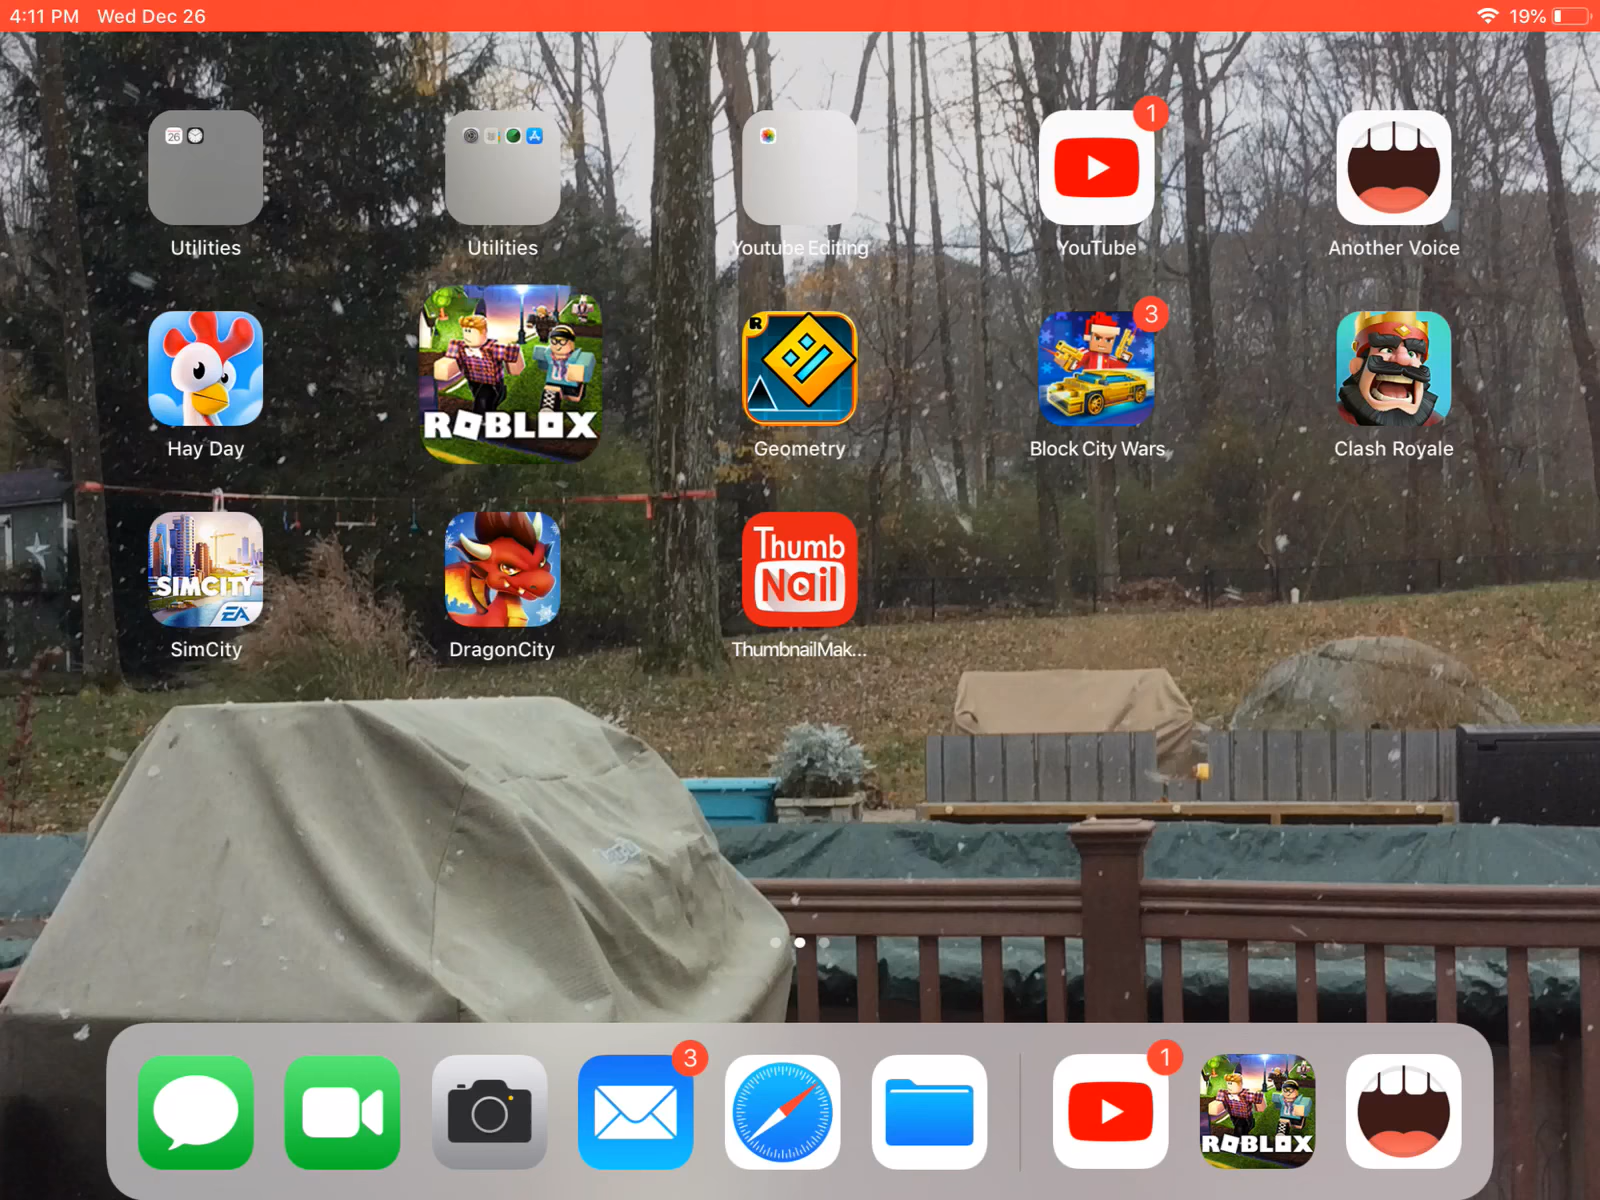 4:11 PM Wed Dec 26 19%
26
1
Utilities Utilities Youtube Editing YouTube Another Voice
R
3
ROBLOX
Hay Day Geometry Block City Wars Clash Royale
Thumb
Nail
SIMCITY
EA
SimCity DragonCity ThumbnailMak...
3 1
ROBLOX